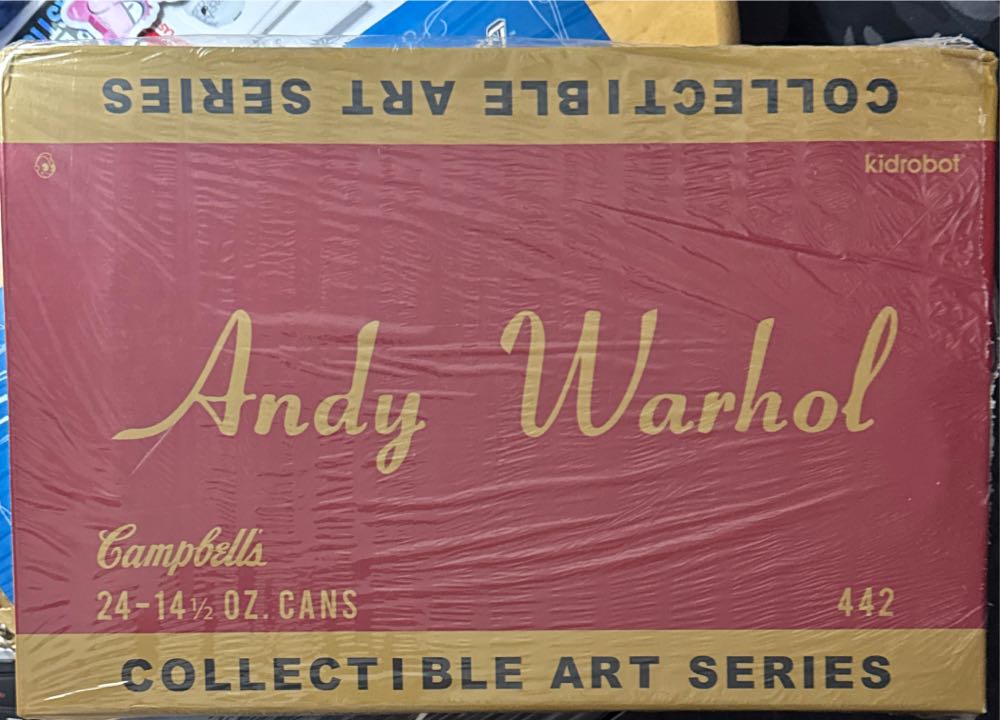 COLLECTIBLE ART SERIES
kidrobot
Andy Warhol
Campbell's
24-14½ OZ. CANS
442
COLLECTIBLE ART SERIES